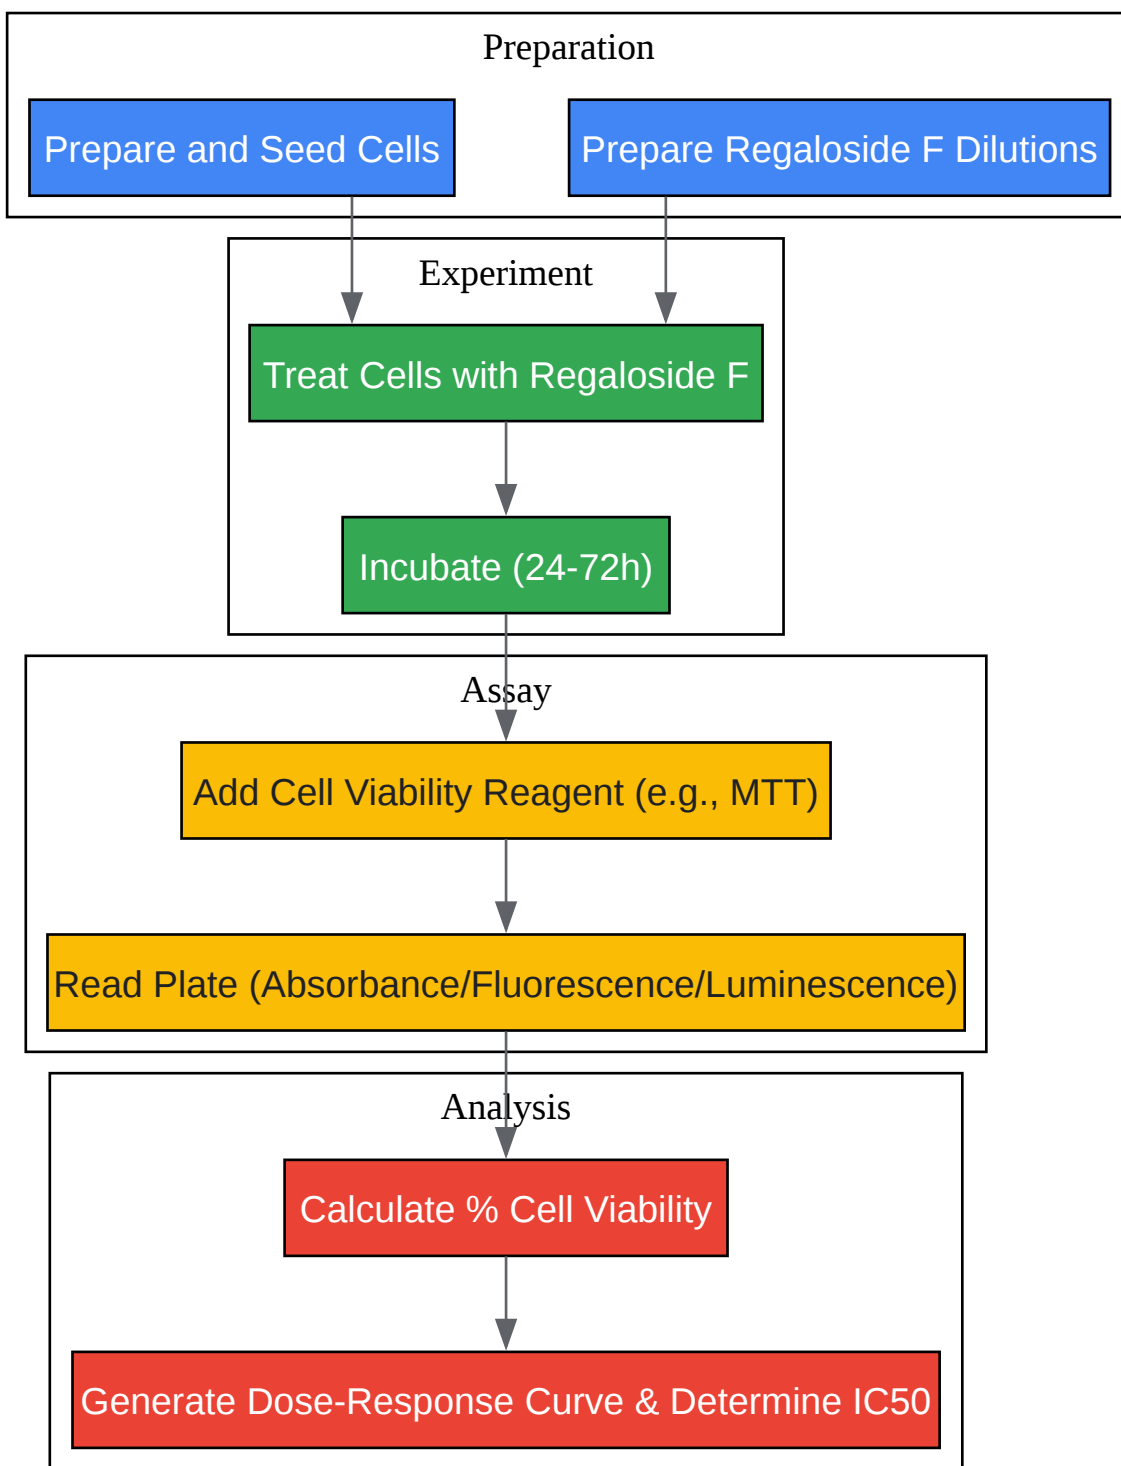 Preparation
Prepare and Seed Cells
Prepare Regaloside F Dilutions
Experiment
Treat Cells with Regaloside F
Incubate (24-72h)
Assay
Add Cell Viability Reagent (e.g., MTT)
Read Plate (Absorbance/Fluorescence/Luminescence)
Analysis
Calculate % Cell Viability
Generate Dose-Response Curve & Determine IC50